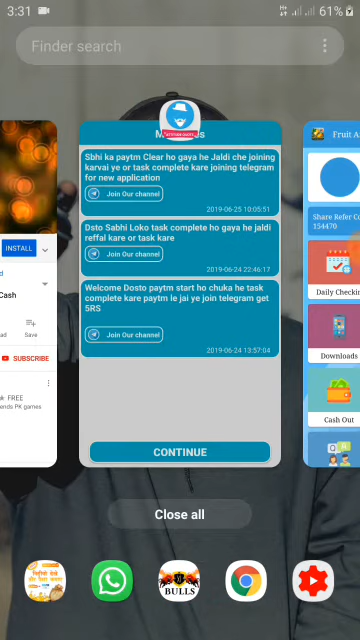 3:31
61%
Finder search
M
es
Sbhi ka paytm Clear ho gaya he Jaldi che joining
karvai ye or task complete kare joining telegram
for new application
Join Our channel
2019-06-25 10:05:51
Dsto Sabhi Loko task complete ho gaya he jaldi
reffal kare or task kare
Join Our channel
2019-06-24 22:46:17
Welcome Dosto paytm start ho chuka he task
complete kare paytm le jai ye join telegram get
5RS
Join Our channel
2019-06-24 13:57:04
CONTINUE
INSTALL
d
Cash
ad
Save
SUBSCRIBE
FREE
ends PK games
Fruit A
Share Refer Co
154470
Daily Checkin
Downloads
Cash Out
Close all
BULLS